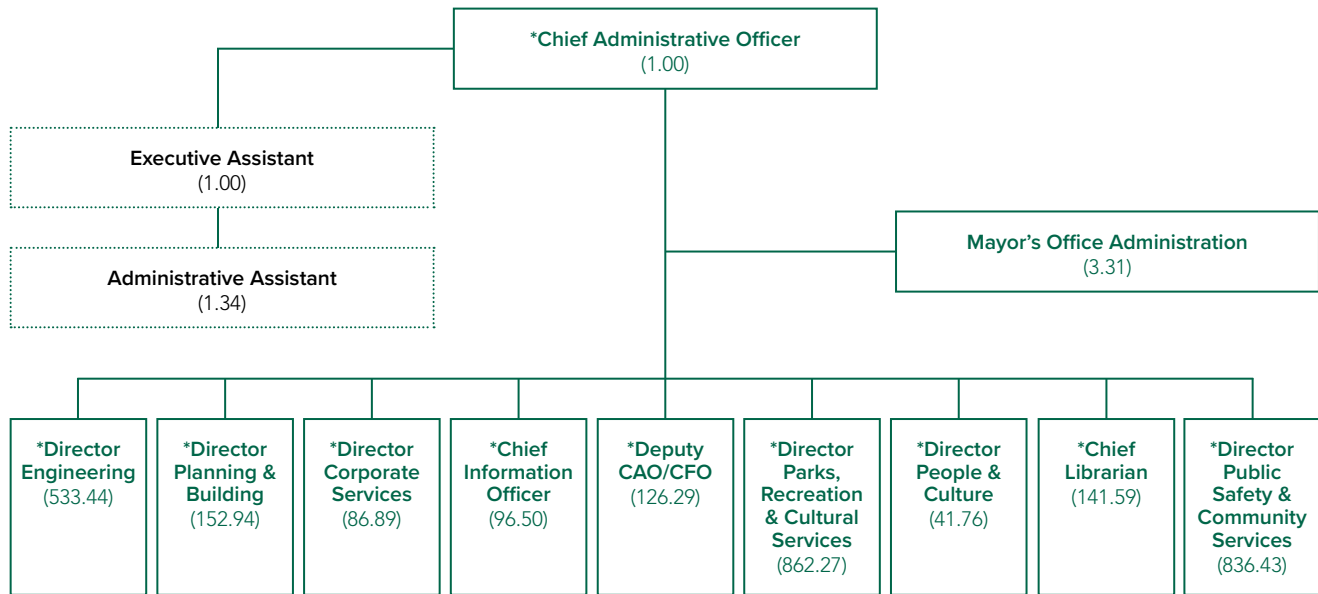 *Chief Administrative Officer
(1.00)
Executive Assistant
(1.00)
Administrative Assistant
(1.34)
Mayor’s Office Administration
(3.31)
*Director
Engineering
(533.44)
*Director
Planning &
Building
(152.94)
*Director
Corporate
Services
(86.89)
*Chief
Information
Officer
(96.50)
*Deputy
CAO/CFO
(126.29)
*Director
Parks,
Recreation
& Cultural
Services
(862.27)
*Director
People &
Culture
(41.76)
*Chief
Librarian
(141.59)
*Director
Public
Safety &
Community
Services
(836.43)